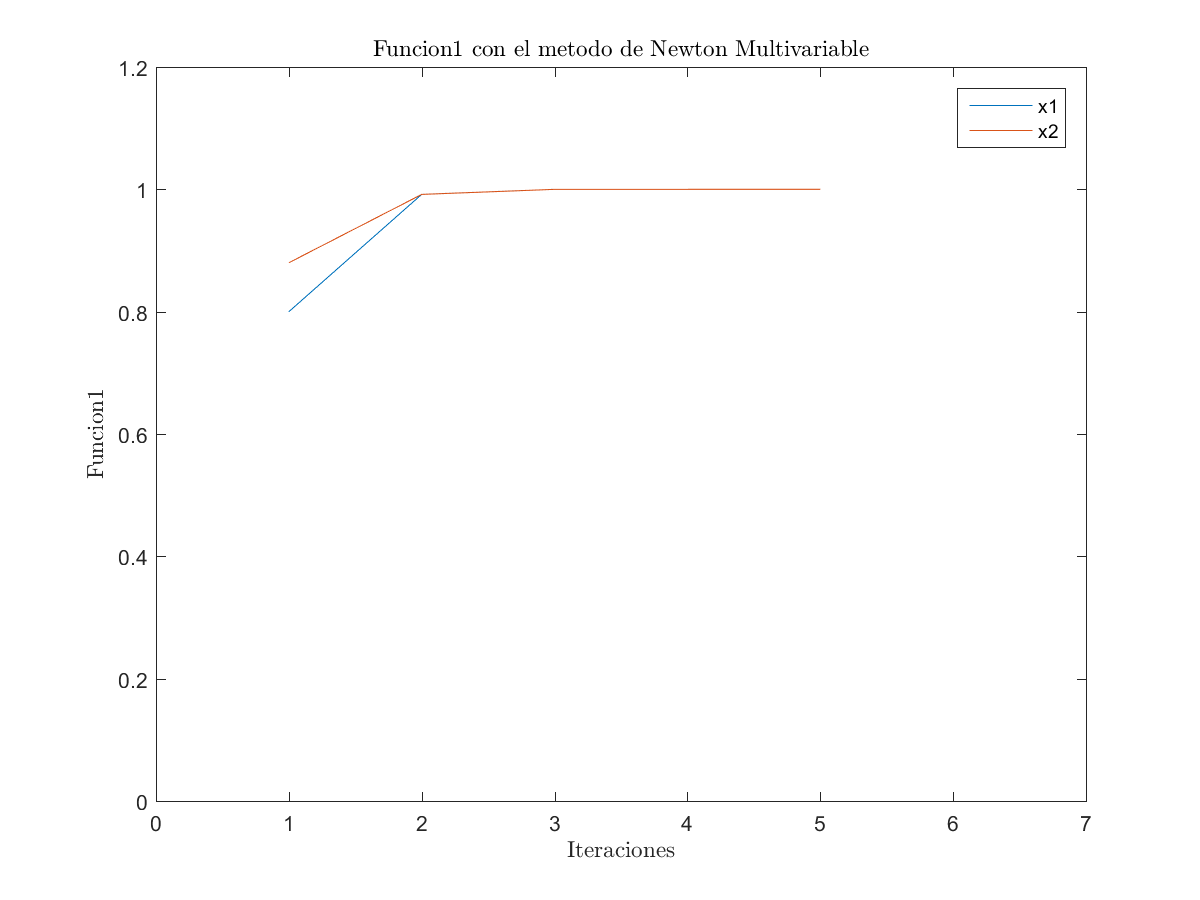 Funcion1 con el metodo de Newton Multivariable
x1
x2
1.2
1
0.8
0.6
0.4
0.2
0
Funcion1
0 1 2 3 4 5 6 7
Iteraciones